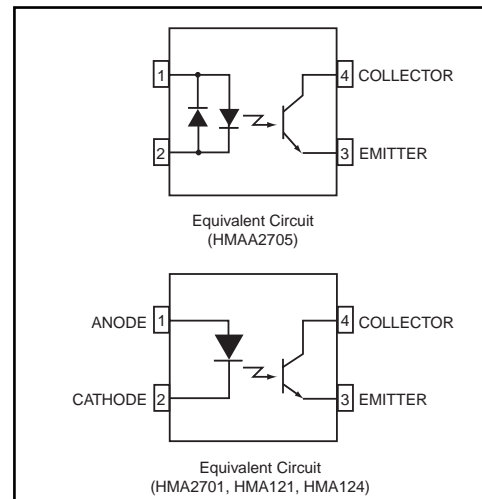 1
4 COLLECTOR
2
3 EMITTER
Equivalent Circuit
(HMAA2705)
ANODE 1
4 COLLECTOR
CATHODE 2
3 EMITTER
Equivalent Circuit
(HMA2701, HMA121, HMA124)